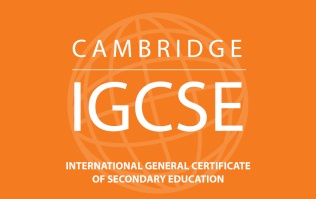 CAMBRIDGE
IGCSE
INTERNATIONAL GENERAL CERTIFICATE
OF SECONDARY EDUCATION